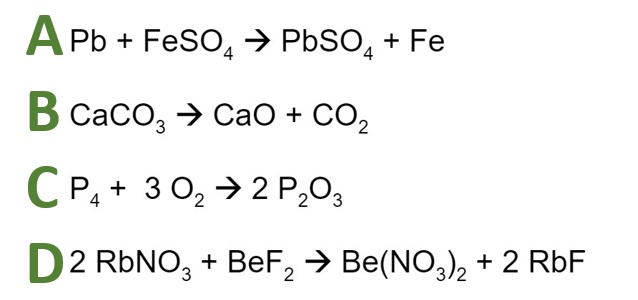 A Pb + FeSO₄ → PbSO₄ + Fe
B CaCO₃ → CaO + CO₂
C P₄ + 3 O₂ → 2 P₂O₃
D 2 RbNO₃ + BeF₂ → Be(NO₃)₂ + 2 RbF